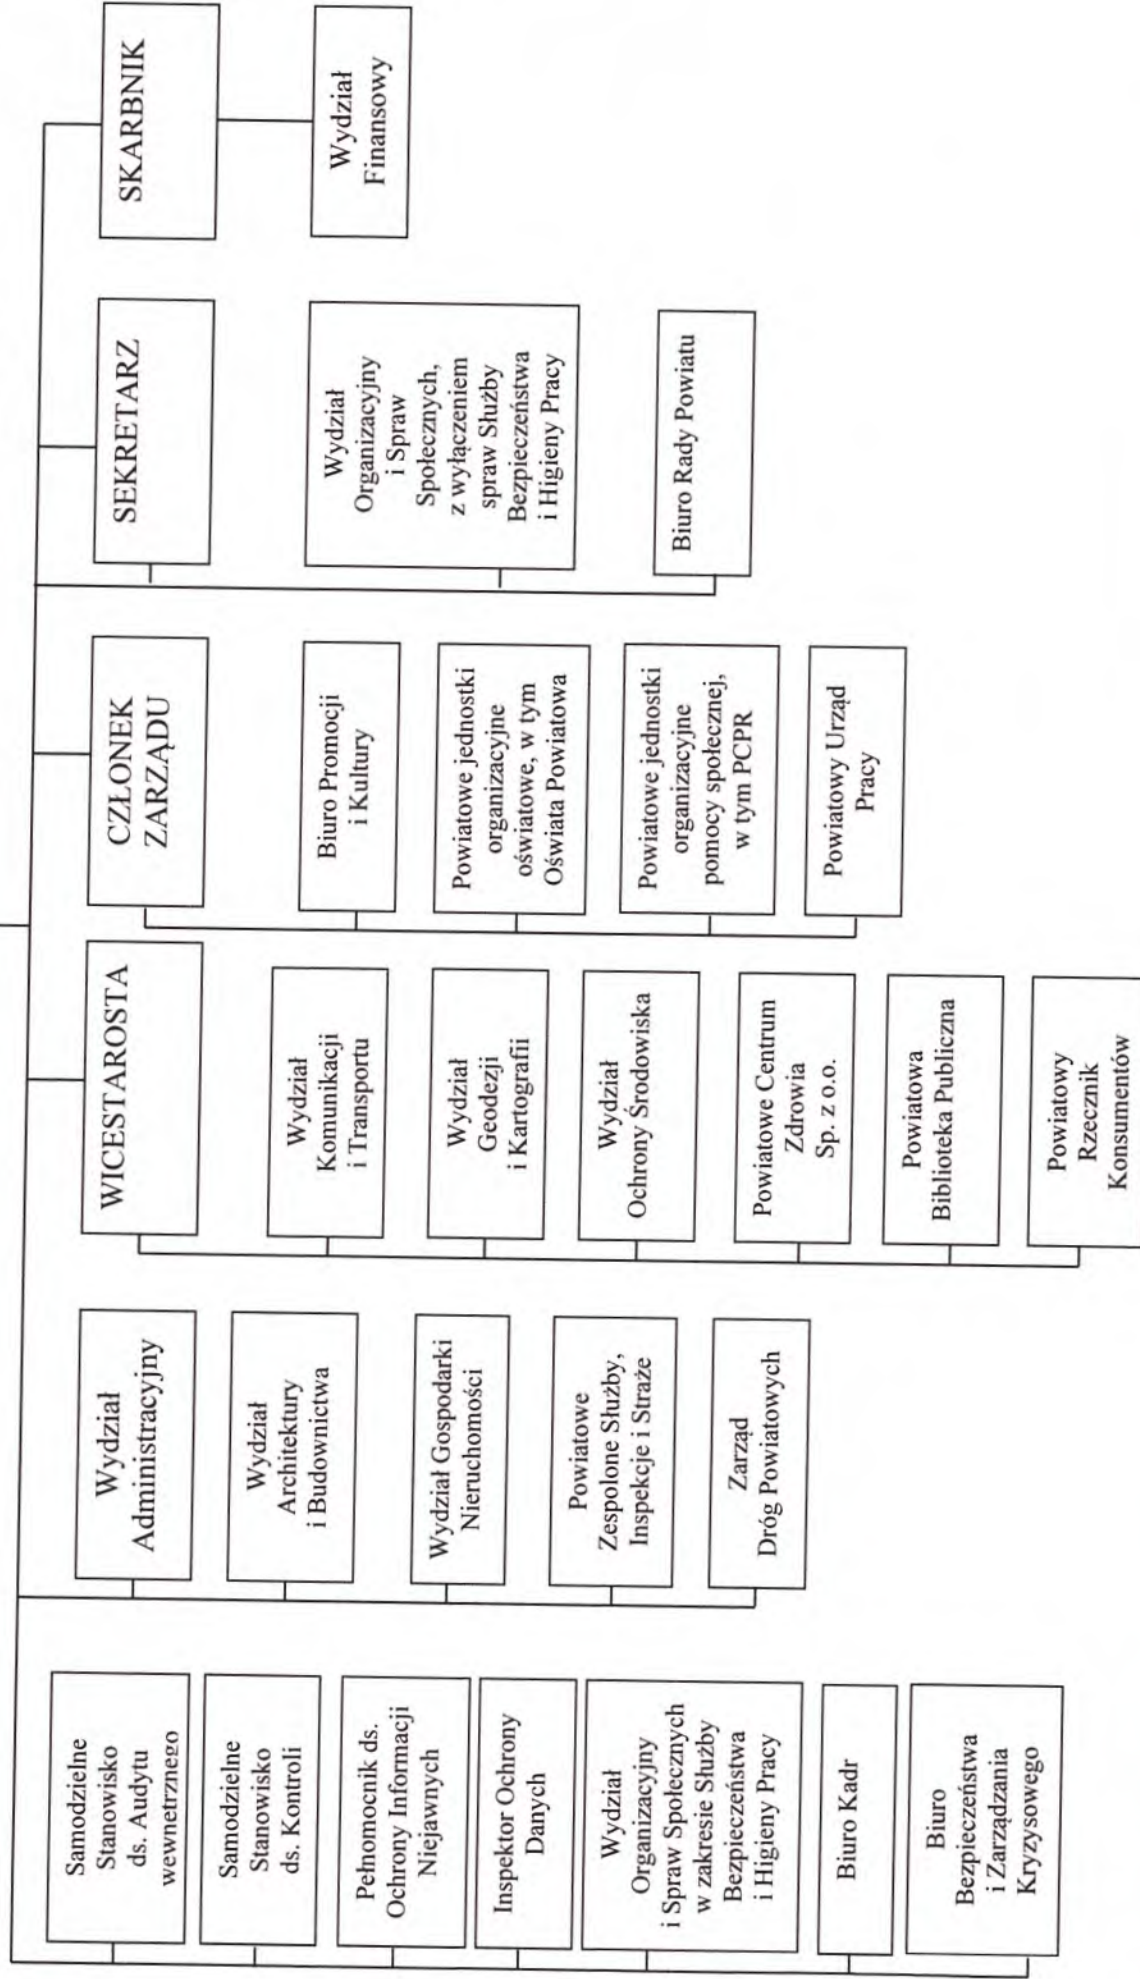 Samodzielne
Stanowisko
ds. Audytu
wewnętrznego
Samodzielne
Stanowisko
ds. Kontroli
Pełnomocnik ds.
Ochrony Informacji
Niejawnych
Inspektor Ochrony
Danych
Wydział
Organizacyjny
i Spraw Społecznych
w zakresie Służby
Bezpieczeństwa
i Higieny Pracy
Biuro Kadr
Biuro
Bezpieczeństwa
i Zarządzania
Kryzysowego
Wydział
Administracyjny
Wydział
Architektury
i Budownictwa
Wydział Gospodarki
Nieruchomości
Powiatowe
Zespolone Służby,
Inspekcje i Straże
Zarząd
Dróg Powiatowych
WICESTAROSTA
Wydział
Komunikacji
i Transportu
Wydział
Geodezji
i Kartografii
Wydział
Ochrony Środowiska
Powiatowe Centrum
Zdrowia
Sp. z o.o.
Powiatowa
Biblioteka Publiczna
Powiatowy
Rzecznik
Konsumentów
CZŁONEK
ZARZĄDU
Biuro Promocji
i Kultury
Powiatowe jednostki
organizacyjne
oświatowe, w tym
Oświata Powiatowa
Powiatowe jednostki
organizacyjne
pomocy społecznej,
w tym PCPR
Powiatowy Urząd
Pracy
SEKRETARZ
Wydział
Organizacyjny
i Spraw
Społecznych,
z wyłączeniem
spraw Służby
Bezpieczeństwa
i Higieny Pracy
Biuro Rady Powiatu
SKARBNIK
Wydział
Finansowy